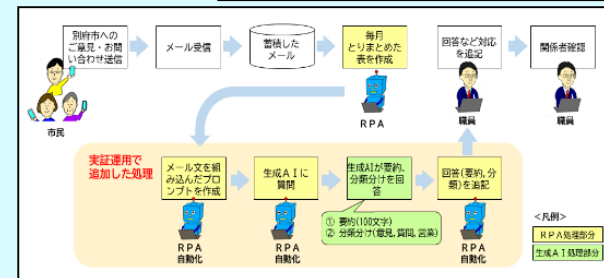 別府市への
ご意見・お問
い合わせ送信
メール受信
蓄積した
メール
毎月
とりまとめた
表を作成
回答など対応
を追記
関係者確認
市民
RPA
職員
職員
実証運用で
追加した処理
メール文を組
み込んだプロ
ンプトを作成
生成AIに
質問
生成AIが要約、
分類分けを回
答
回答(要約、分
類)を追記
① 要約(100文字)
② 分類分け(意見,質問,営業)
RPA
自動化
RPA
自動化
RPA
自動化
<凡例>
RPA処理部分
生成AI処理部分